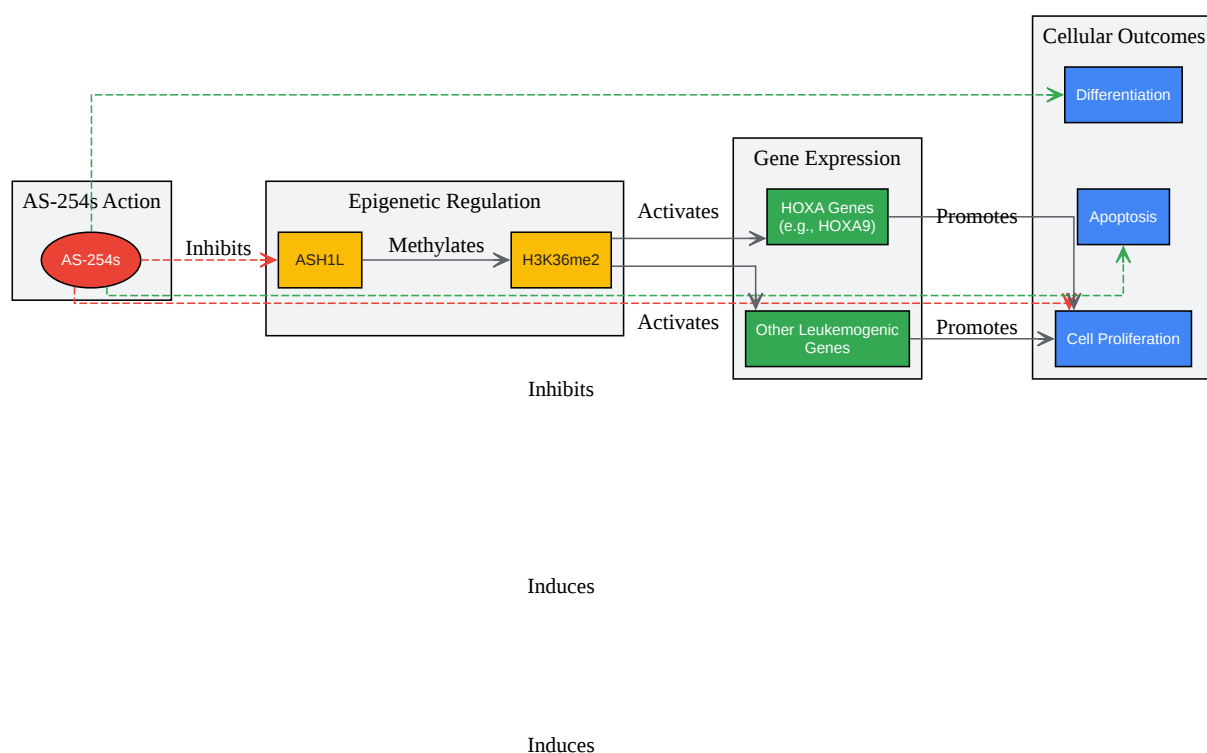 Cellular Outcomes
Differentiation
Gene Expression
AS-254s Action
Epigenetic Regulation
Activates
HOXA Genes
(e.g., HOXA9)
Promotes
Apoptosis
AS-254s
Inhibits
ASH1L
Methylates
H3K36me2
Activates
Other Leukemogenic
Genes
Promotes
Cell Proliferation
Inhibits
Induces
Induces